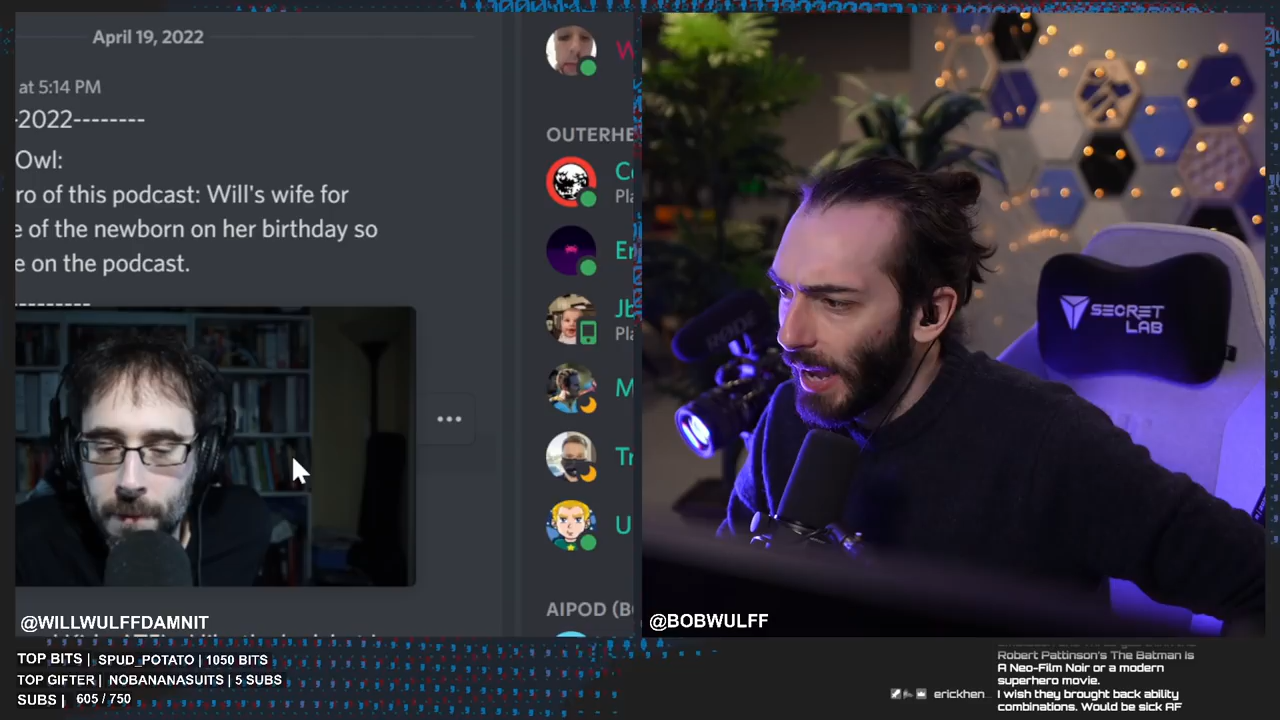 April 19, 2022
at 5:14 PM
-2022--------
Owl:
ro of this podcast: Will's wife for
e of the newborn on her birthday so
e on the podcast.
----------
OUTERHE
Pla
Er
Jb
Pla
M
Tr
U
AIPOD (B
@WILLWULFFDAMNIT
SECRET
LAB
@BOBWULFF
TOP BITS | SPUD_POTATO | 1050 BITS
TOP GIFTER | NOBANANASUITS | 5 SUBS
SUBS | 605 / 750
Robert Pattinson's The Batman is
A Neo-Film Noir or a modern
superhero movie.
erickhen
I wish they brought back ability
combinations. Would be sick AF